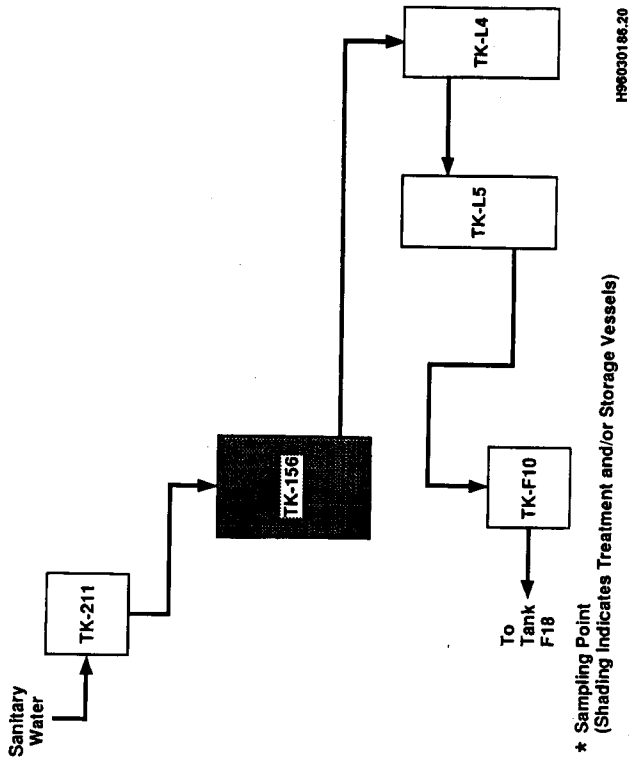 Sanitary
Water
TK-211
TK-156
TK-L4
TK-L5
TK-F10
To
Tank
F18
* Sampling Point
(Shading Indicates Treatment and/or Storage Vessels)
H96030186.20